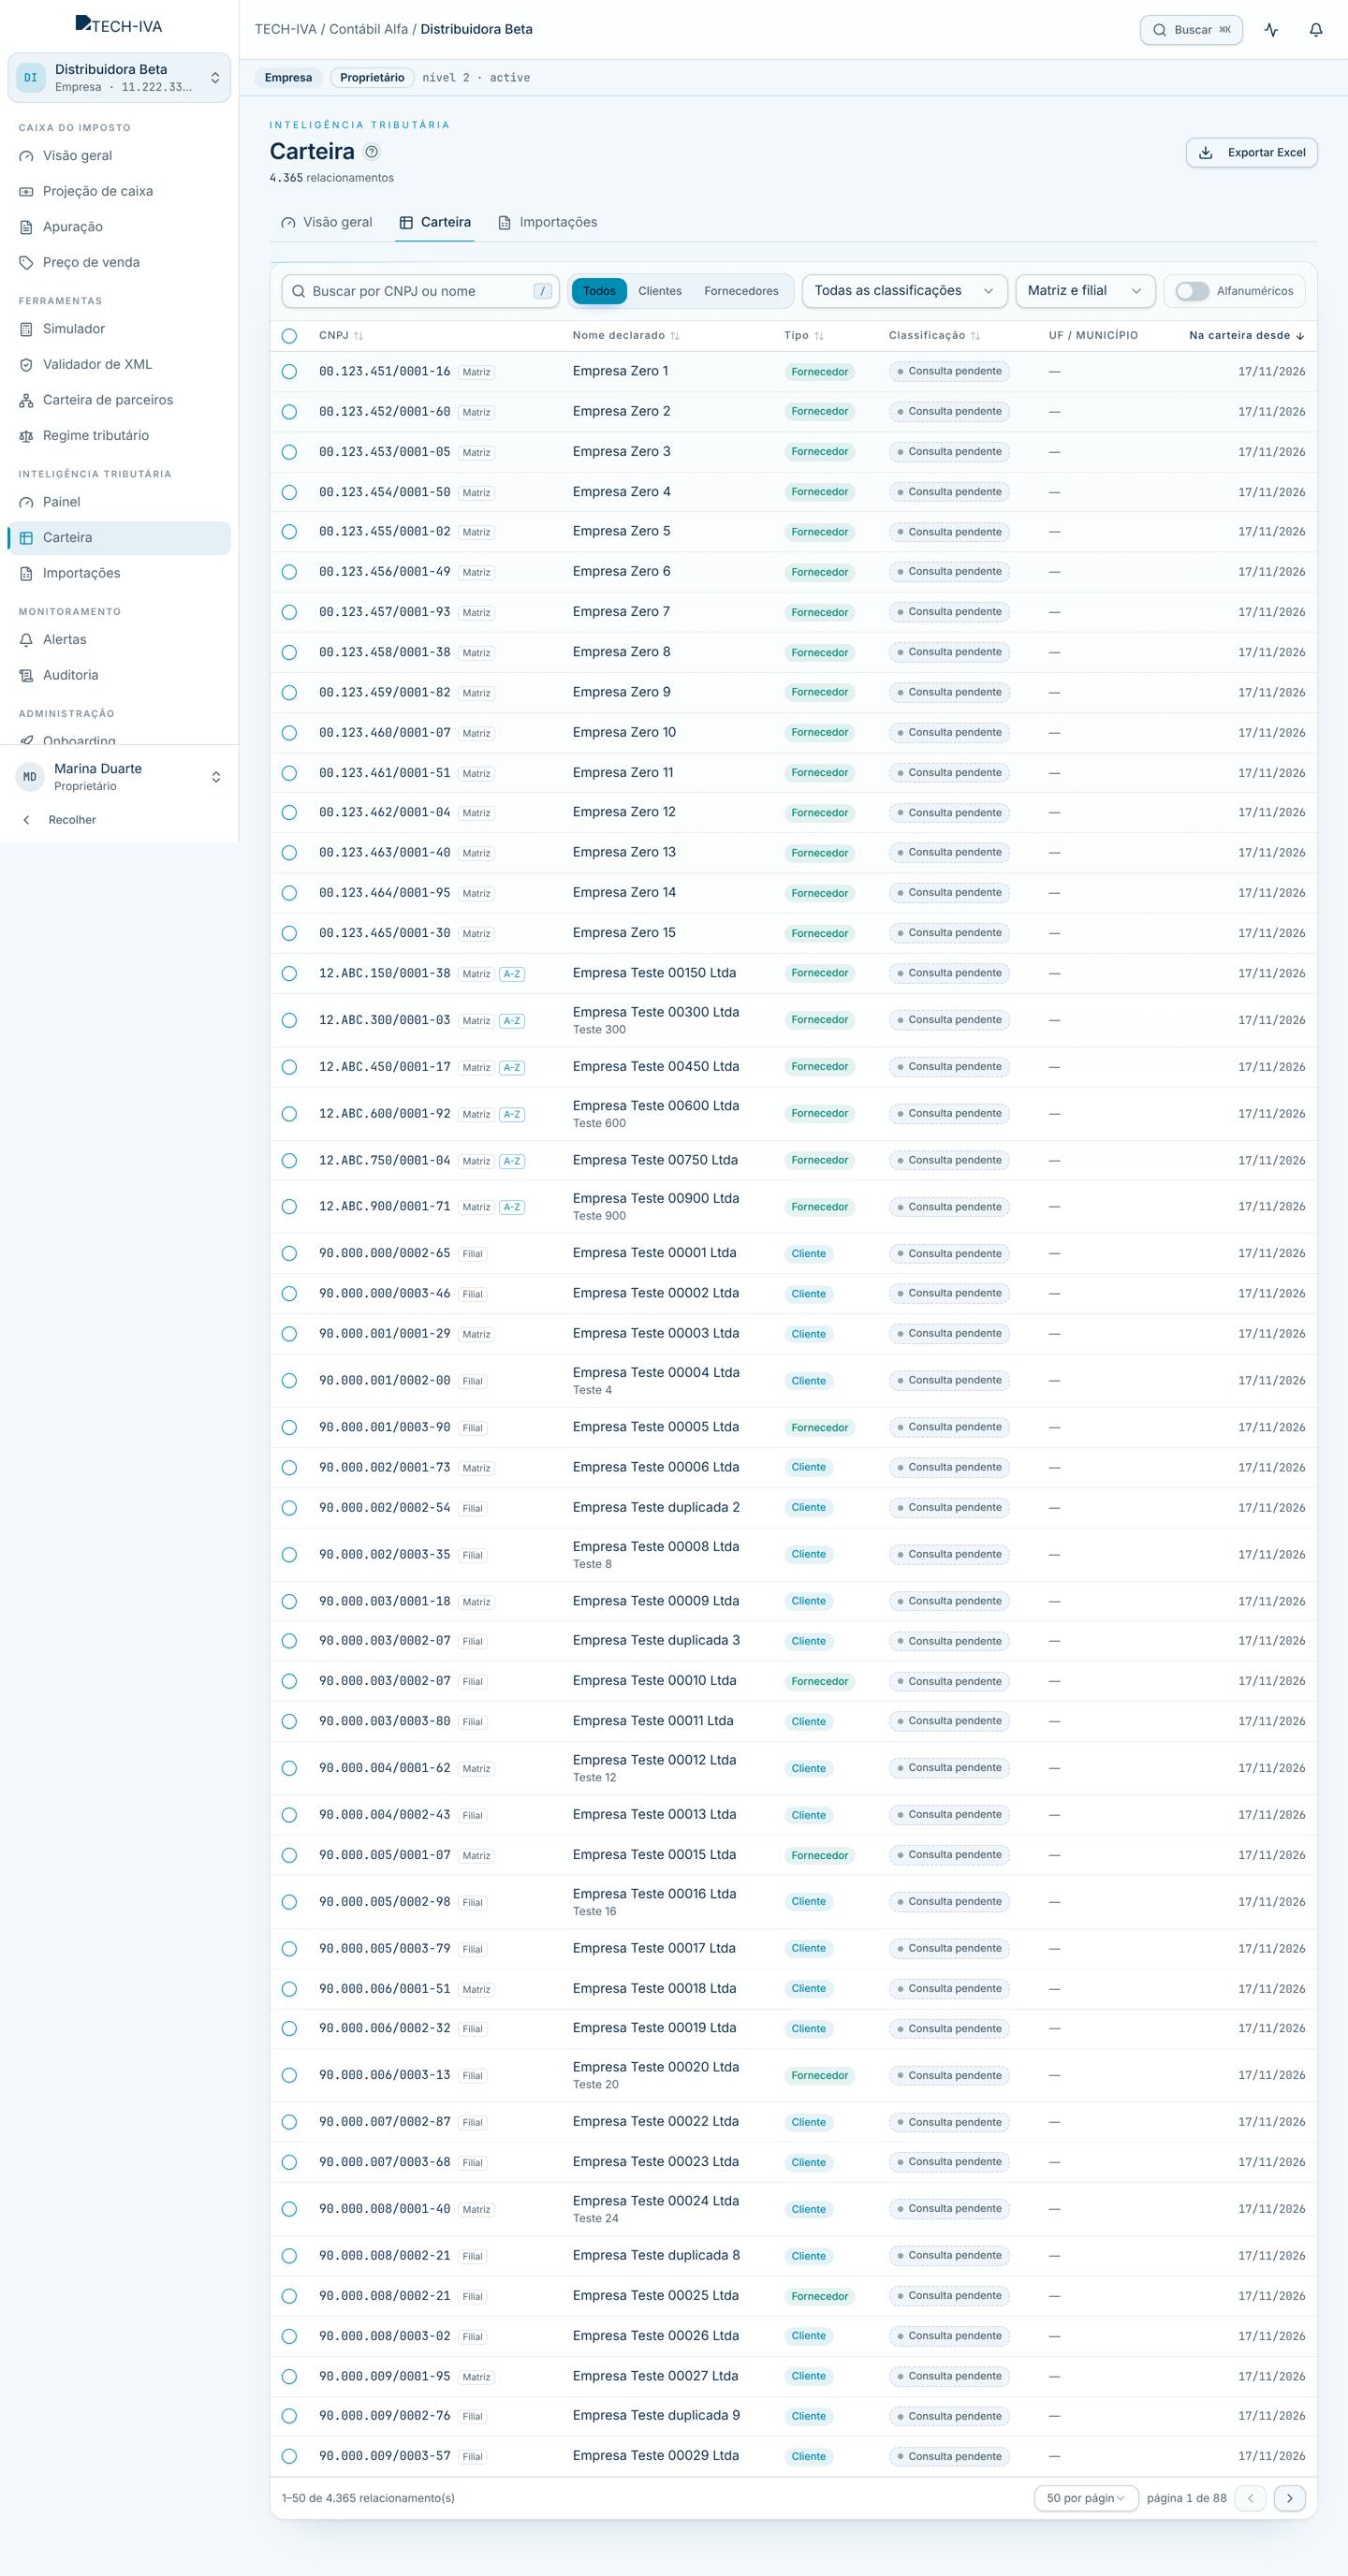 TECH-IVA
DI
Distribuidora Beta
Empresa · 11.222.33...
CAIXA DO IMPOSTO
Visão geral
Projeção de caixa
Apuração
Preço de venda
FERRAMENTAS
Simulador
Validador de XML
Carteira de parceiros
Regime tributário
INTELIGÊNCIA TRIBUTÁRIA
Painel
Carteira
Importações
MONITORAMENTO
Alertas
Auditoria
ADMINISTRAÇÃO
Onboarding
MD
Marina Duarte
Proprietário
Recolher
TECH-IVA / Contábil Alfa / Distribuidora Beta
Buscar ⌘K
Empresa Proprietário nível 2 · active
INTELIGÊNCIA TRIBUTÁRIA
Carteira
4.365 relacionamentos
Exportar Excel
Visão geral Carteira Importações
Buscar por CNPJ ou nome / Todos Clientes Fornecedores Todas as classificações Matriz e filial Alfanuméricos
CNPJ Nome declarado Tipo Classificação UF / MUNICÍPIO Na carteira desde
00.123.451/0001-16 Matriz Empresa Zero 1 Fornecedor Consulta pendente — 17/11/2026
00.123.452/0001-60 Matriz Empresa Zero 2 Fornecedor Consulta pendente — 17/11/2026
00.123.453/0001-05 Matriz Empresa Zero 3 Fornecedor Consulta pendente — 17/11/2026
00.123.454/0001-50 Matriz Empresa Zero 4 Fornecedor Consulta pendente — 17/11/2026
00.123.455/0001-02 Matriz Empresa Zero 5 Fornecedor Consulta pendente — 17/11/2026
00.123.456/0001-49 Matriz Empresa Zero 6 Fornecedor Consulta pendente — 17/11/2026
00.123.457/0001-93 Matriz Empresa Zero 7 Fornecedor Consulta pendente — 17/11/2026
00.123.458/0001-38 Matriz Empresa Zero 8 Fornecedor Consulta pendente — 17/11/2026
00.123.459/0001-82 Matriz Empresa Zero 9 Fornecedor Consulta pendente — 17/11/2026
00.123.460/0001-07 Matriz Empresa Zero 10 Fornecedor Consulta pendente — 17/11/2026
00.123.461/0001-51 Matriz Empresa Zero 11 Fornecedor Consulta pendente — 17/11/2026
00.123.462/0001-04 Matriz Empresa Zero 12 Fornecedor Consulta pendente — 17/11/2026
00.123.463/0001-40 Matriz Empresa Zero 13 Fornecedor Consulta pendente — 17/11/2026
00.123.464/0001-95 Matriz Empresa Zero 14 Fornecedor Consulta pendente — 17/11/2026
00.123.465/0001-30 Matriz Empresa Zero 15 Fornecedor Consulta pendente — 17/11/2026
12.ABC.150/0001-38 Matriz A-Z Empresa Teste 00150 Ltda Fornecedor Consulta pendente — 17/11/2026
12.ABC.300/0001-03 Matriz A-Z Empresa Teste 00300 Ltda Fornecedor Consulta pendente — 17/11/2026
Teste 300
12.ABC.450/0001-17 Matriz A-Z Empresa Teste 00450 Ltda Fornecedor Consulta pendente — 17/11/2026
12.ABC.600/0001-92 Matriz A-Z Empresa Teste 00600 Ltda Fornecedor Consulta pendente — 17/11/2026
Teste 600
12.ABC.750/0001-04 Matriz A-Z Empresa Teste 00750 Ltda Fornecedor Consulta pendente — 17/11/2026
12.ABC.900/0001-71 Matriz A-Z Empresa Teste 00900 Ltda Fornecedor Consulta pendente — 17/11/2026
Teste 900
90.000.000/0002-65 Filial Empresa Teste 00001 Ltda Cliente Consulta pendente — 17/11/2026
90.000.000/0003-46 Filial Empresa Teste 00002 Ltda Cliente Consulta pendente — 17/11/2026
90.000.001/0001-29 Matriz Empresa Teste 00003 Ltda Cliente Consulta pendente — 17/11/2026
90.000.001/0002-00 Filial Empresa Teste 00004 Ltda Cliente Consulta pendente — 17/11/2026
Teste 4
90.000.001/0003-90 Filial Empresa Teste 00005 Ltda Fornecedor Consulta pendente — 17/11/2026
90.000.002/0001-73 Matriz Empresa Teste 00006 Ltda Cliente Consulta pendente — 17/11/2026
90.000.002/0002-54 Filial Empresa Teste duplicada 2 Cliente Consulta pendente — 17/11/2026
90.000.002/0003-35 Filial Empresa Teste 00008 Ltda Cliente Consulta pendente — 17/11/2026
Teste 8
90.000.003/0001-18 Matriz Empresa Teste 00009 Ltda Cliente Consulta pendente — 17/11/2026
90.000.003/0002-07 Filial Empresa Teste duplicada 3 Cliente Consulta pendente — 17/11/2026
90.000.003/0002-07 Filial Empresa Teste 00010 Ltda Fornecedor Consulta pendente — 17/11/2026
90.000.003/0003-80 Filial Empresa Teste 00011 Ltda Cliente Consulta pendente — 17/11/2026
90.000.004/0001-62 Matriz Empresa Teste 00012 Ltda Cliente Consulta pendente — 17/11/2026
Teste 12
90.000.004/0002-43 Filial Empresa Teste 00013 Ltda Cliente Consulta pendente — 17/11/2026
90.000.005/0001-07 Matriz Empresa Teste 00015 Ltda Fornecedor Consulta pendente — 17/11/2026
90.000.005/0002-98 Filial Empresa Teste 00016 Ltda Cliente Consulta pendente — 17/11/2026
Teste 16
90.000.005/0003-79 Filial Empresa Teste 00017 Ltda Cliente Consulta pendente — 17/11/2026
90.000.006/0001-51 Matriz Empresa Teste 00018 Ltda Cliente Consulta pendente — 17/11/2026
90.000.006/0002-32 Filial Empresa Teste 00019 Ltda Cliente Consulta pendente — 17/11/2026
90.000.006/0003-13 Filial Empresa Teste 00020 Ltda Fornecedor Consulta pendente — 17/11/2026
Teste 20
90.000.007/0002-87 Filial Empresa Teste 00022 Ltda Cliente Consulta pendente — 17/11/2026
90.000.007/0003-68 Filial Empresa Teste 00023 Ltda Cliente Consulta pendente — 17/11/2026
90.000.008/0001-40 Matriz Empresa Teste 00024 Ltda Cliente Consulta pendente — 17/11/2026
Teste 24
90.000.008/0002-21 Filial Empresa Teste duplicada 8 Cliente Consulta pendente — 17/11/2026
90.000.008/0002-21 Filial Empresa Teste 00025 Ltda Fornecedor Consulta pendente — 17/11/2026
90.000.008/0003-02 Filial Empresa Teste 00026 Ltda Cliente Consulta pendente — 17/11/2026
90.000.009/0001-95 Matriz Empresa Teste 00027 Ltda Cliente Consulta pendente — 17/11/2026
90.000.009/0002-76 Filial Empresa Teste duplicada 9 Cliente Consulta pendente — 17/11/2026
90.000.009/0003-57 Filial Empresa Teste 00029 Ltda Cliente Consulta pendente — 17/11/2026
1–50 de 4.365 relacionamento(s) 50 por págin página 1 de 88